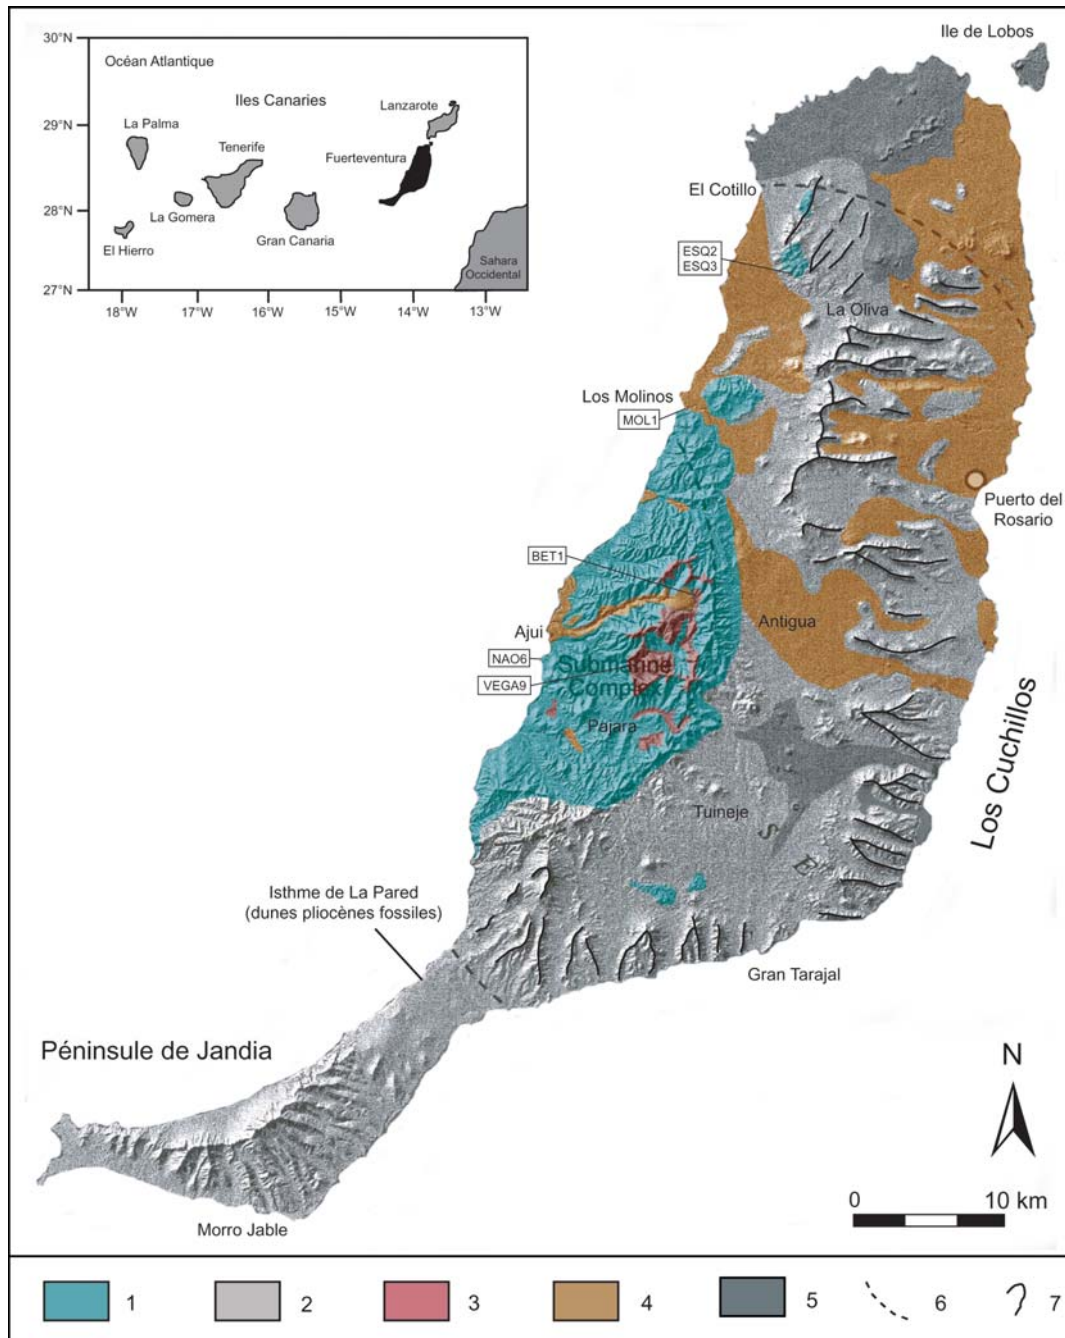 30°N
29°N
28°N
27°N
Océan Atlantique
Iles Canaries
La Palma
Tenerife
Lanzarote
Fuerteventura
La Gomera
El Hierro
Gran Canaria
Sahara
Occidental
18°W
17°W
16°W
15°W
14°W
13°W
Ile de Lobos
El Cotillo
ESQ2
ESQ3
La Oliva
Los Molinos
MOL1
Puerto del
Rosario
BET1
Antigua
Ajui
NAO6
VEGA9
Submarine
Complex
Pajara
Los Cuchillos
Tuineje
S E
Isthme de La Pared
(dunes pliocènes fossiles)
Gran Tarajal
Péninsule de Jandia
Morro Jable
N
0 10 km
1 2 3 4 5 6 7